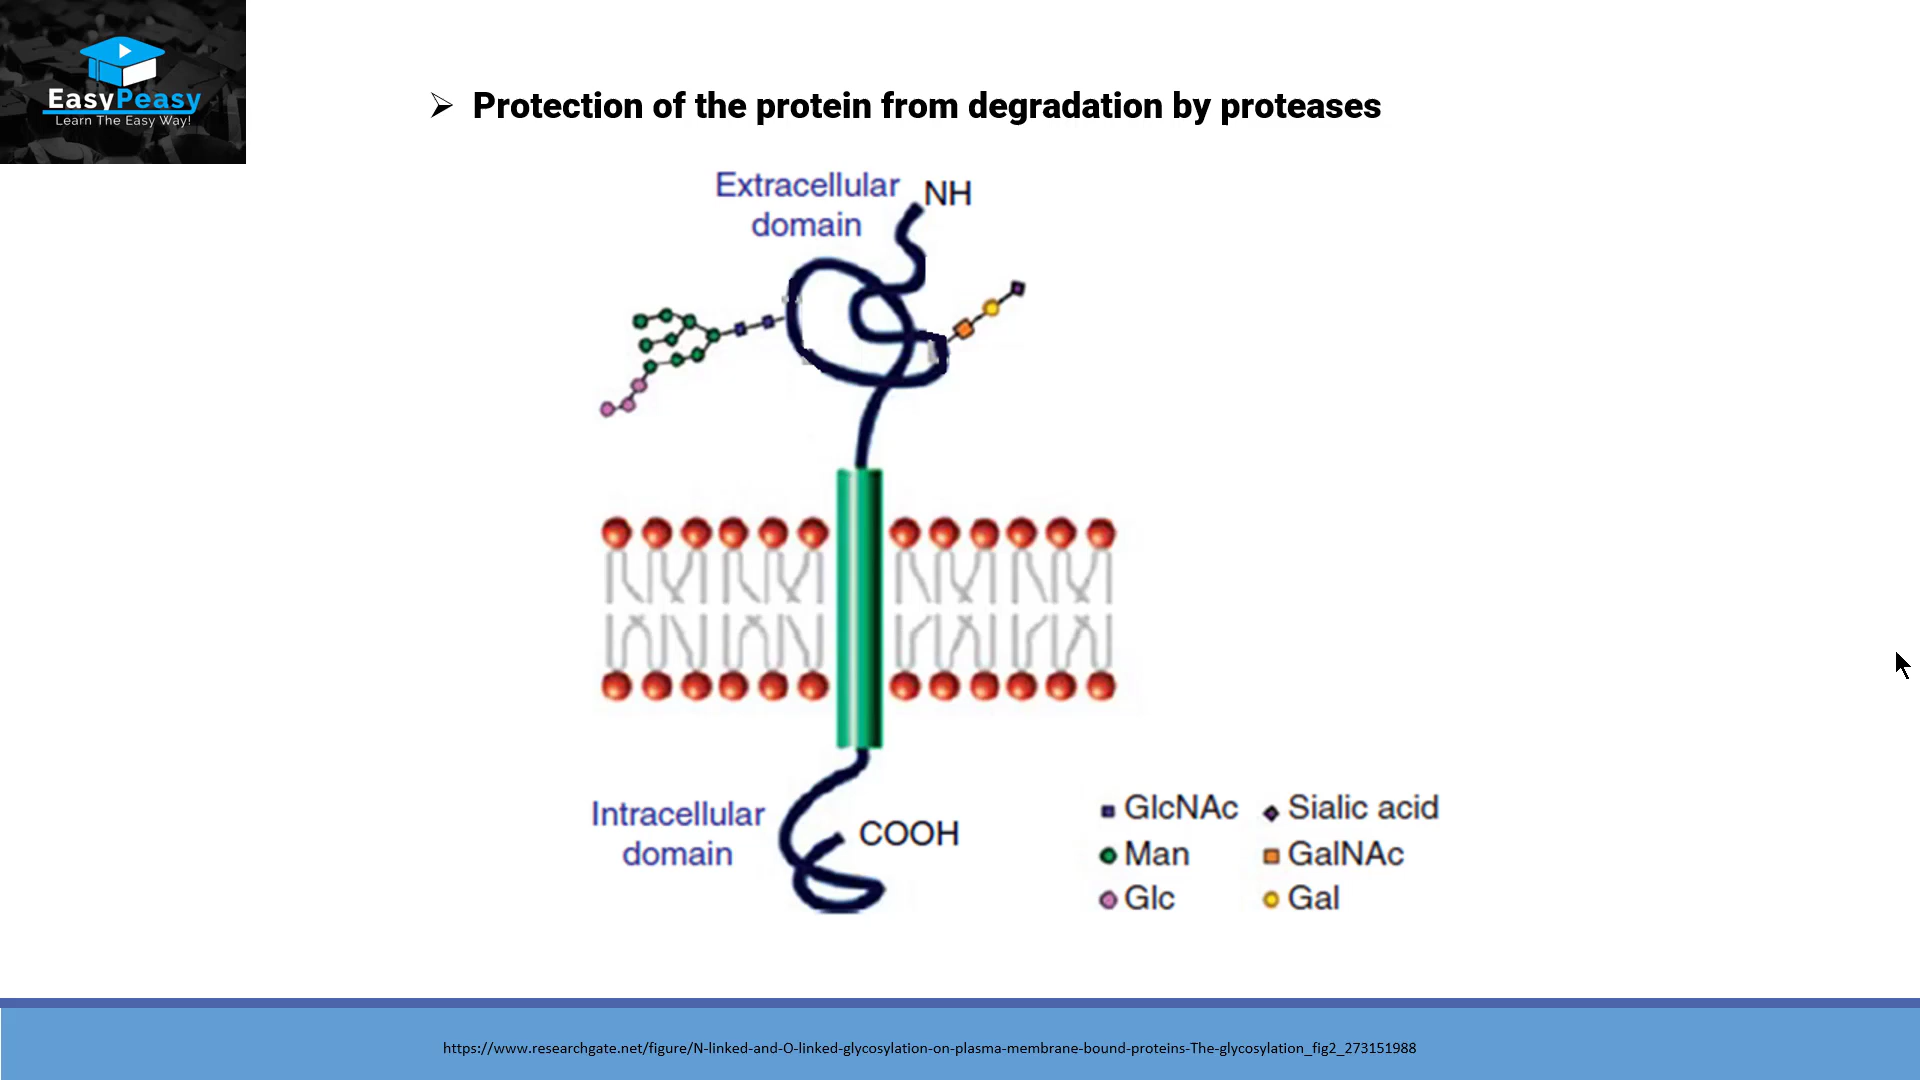 EasyPeasy
Learn The Easy Way!
➢ Protection of the protein from degradation by proteases
Extracellular
domain
NH
Intracellular
domain
COOH
GlcNAc
Sialic acid
Man
GalNAc
Glc
Gal
https://www.researchgate.net/figure/N-linked-and-O-linked-glycosylation-on-plasma-membrane-bound-proteins-The-glycosylation_fig2_273151988